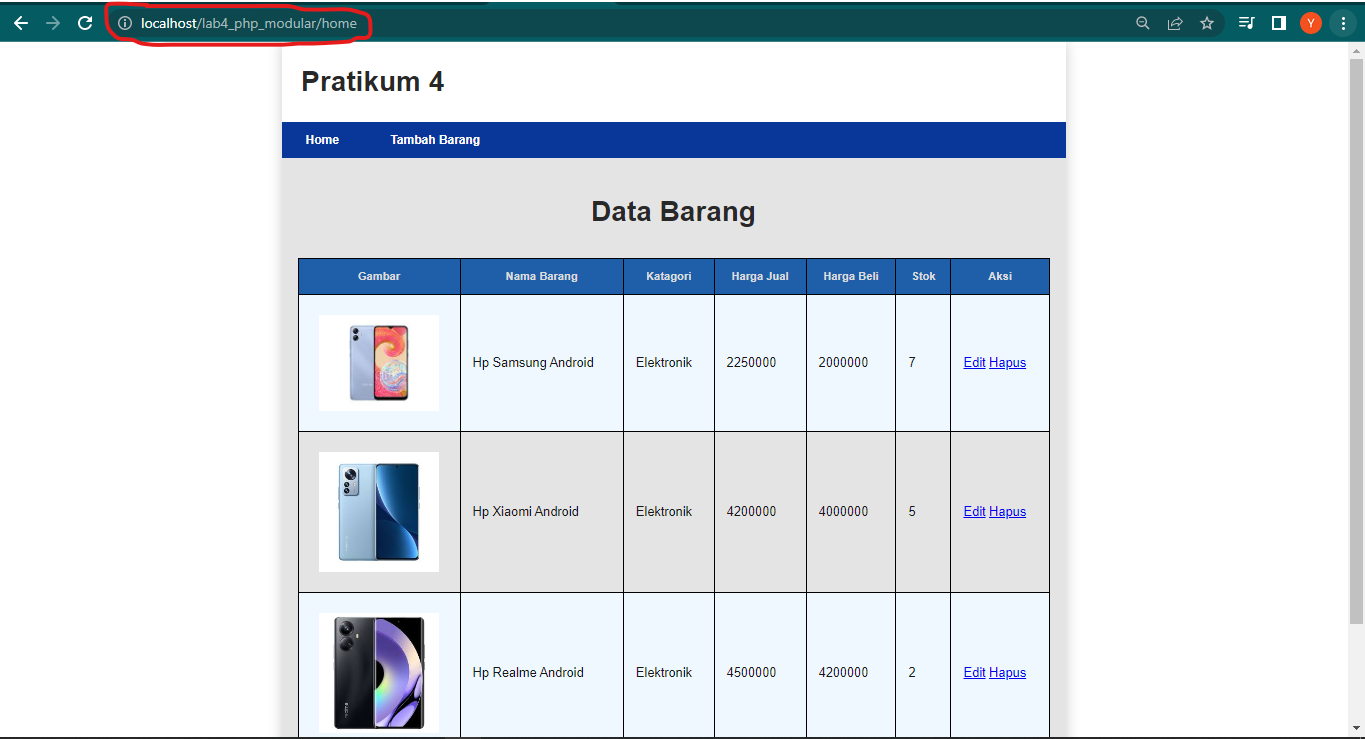 localhost/lab4_php_modular/home
Y
Pratikum 4
Home Tambah Barang
Data Barang
Gambar Nama Barang Katagori Harga Jual Harga Beli Stok Aksi
Hp Samsung Android Elektronik 2250000 2000000 7 Edit Hapus
Hp Xiaomi Android Elektronik 4200000 4000000 5 Edit Hapus
Hp Realme Android Elektronik 4500000 4200000 2 Edit Hapus